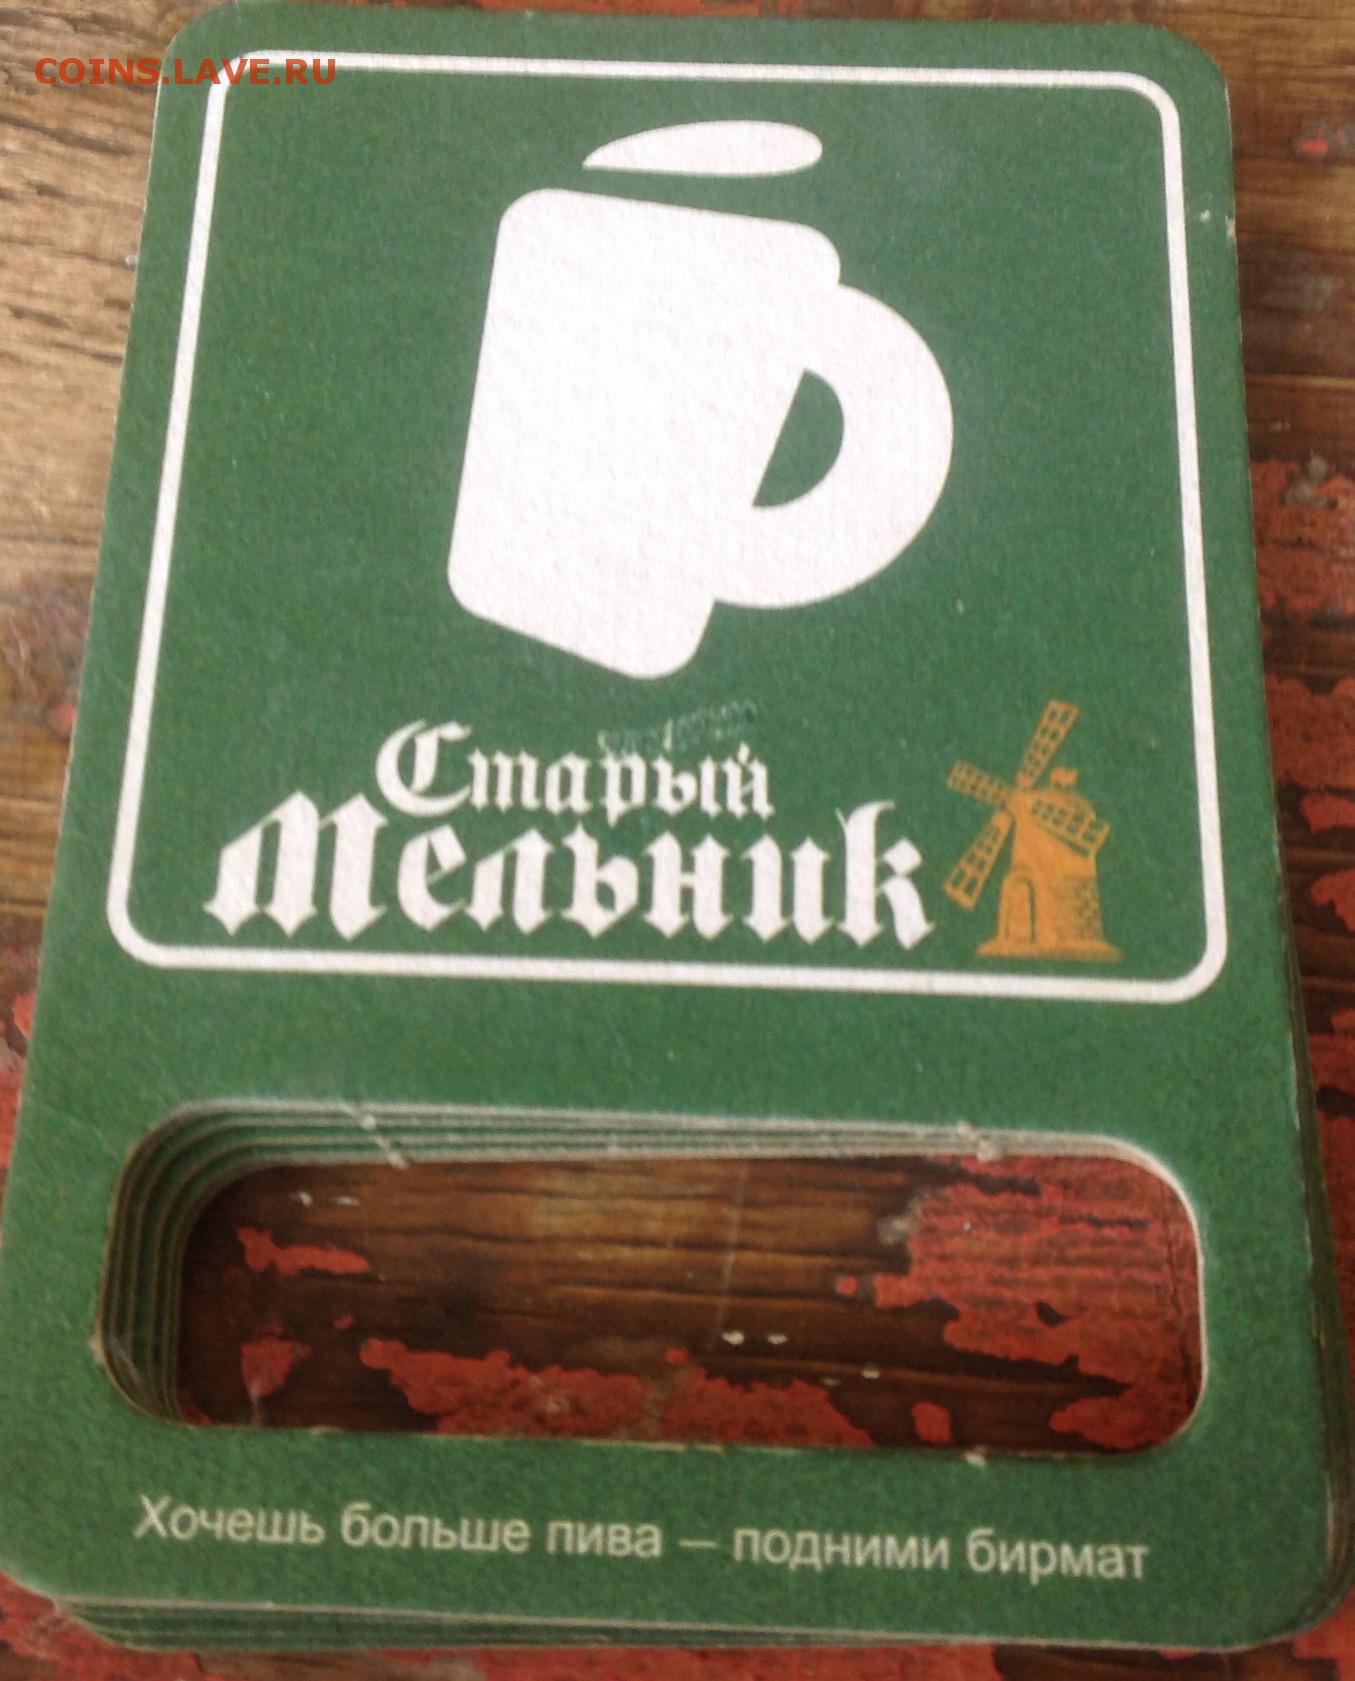 COINS.LAVE.RU
Старый
Мельник
Хочешь больше пива – подними бирмат